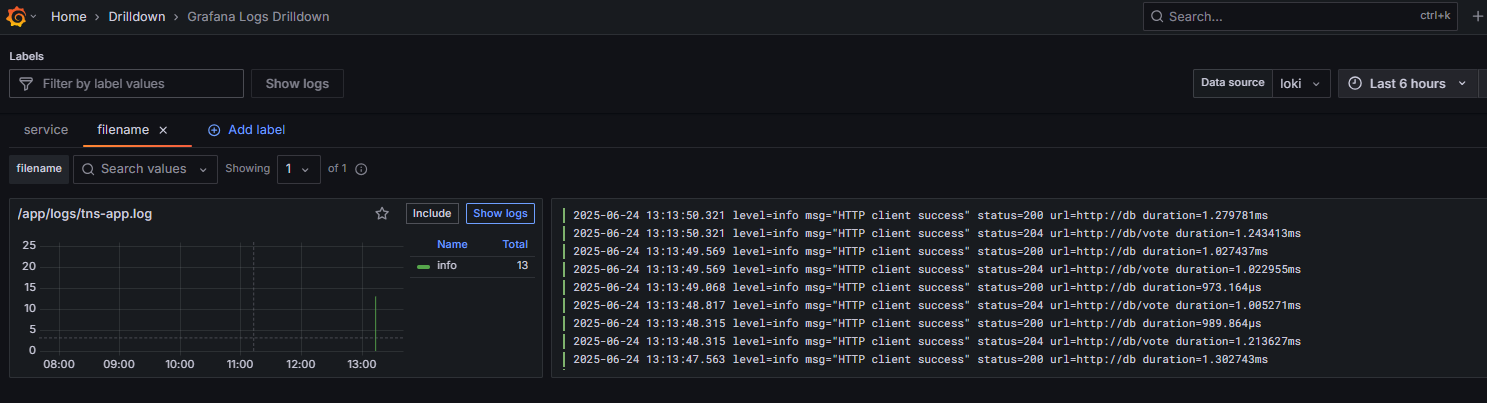 Home › Drilldown › Grafana Logs Drilldown
Search...
ctrl+k
Labels
Filter by label values
Show logs
Data source
loki
Last 6 hours
service
filename
Add label
filename
Search values
Showing
1
of 1
/app/logs/tns-app.log
Include
Show logs
Name Total
info 13
25
20
15
10
5
0
08:00 09:00 10:00 11:00 12:00 13:00
2025-06-24 13:13:50.321 level=info msg="HTTP client success" status=200 url=http://db duration=1.279781ms
2025-06-24 13:13:50.321 level=info msg="HTTP client success" status=204 url=http://db/vote duration=1.243413ms
2025-06-24 13:13:49.569 level=info msg="HTTP client success" status=200 url=http://db duration=1.027437ms
2025-06-24 13:13:49.569 level=info msg="HTTP client success" status=204 url=http://db/vote duration=1.022955ms
2025-06-24 13:13:49.068 level=info msg="HTTP client success" status=200 url=http://db duration=973.164µs
2025-06-24 13:13:48.817 level=info msg="HTTP client success" status=204 url=http://db/vote duration=1.005271ms
2025-06-24 13:13:48.315 level=info msg="HTTP client success" status=200 url=http://db duration=989.864µs
2025-06-24 13:13:48.315 level=info msg="HTTP client success" status=204 url=http://db/vote duration=1.213627ms
2025-06-24 13:13:47.563 level=info msg="HTTP client success" status=200 url=http://db duration=1.302743ms